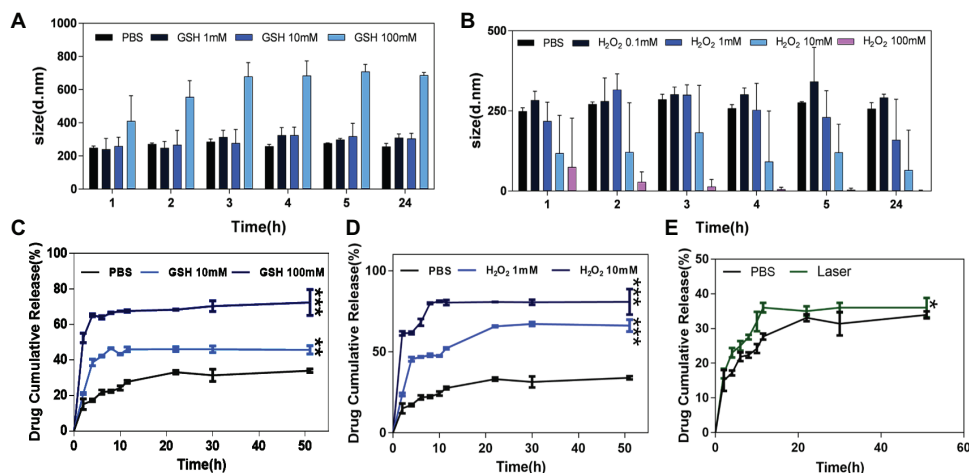 A
PBS GSH 1mM GSH 10mM GSH 100mM
size(d.nm)
1000
800
600
400
200
0
1 2 3 4 5 24
Time(h)
B
PBS H₂O₂ 0.1mM H₂O₂ 1mM H₂O₂ 10mM H₂O₂ 100mM
size(d.nm)
500
250
0
1 2 3 4 5 24
Time(h)
C
PBS GSH 10mM GSH 100mM
Drug Cumulative Release(%)
80
60
40
20
0
***
**
0 10 20 30 40 50
Time(h)
D
PBS H₂O₂ 1mM H₂O₂ 10mM
Drug Cumulative Release(%)
100
50
0
***
***
0 10 20 30 40 50
Time(h)
E
PBS Laser
Drug Cumulative Release(%)
50
40
30
20
10
0
*
0 20 40 60
Time(h)